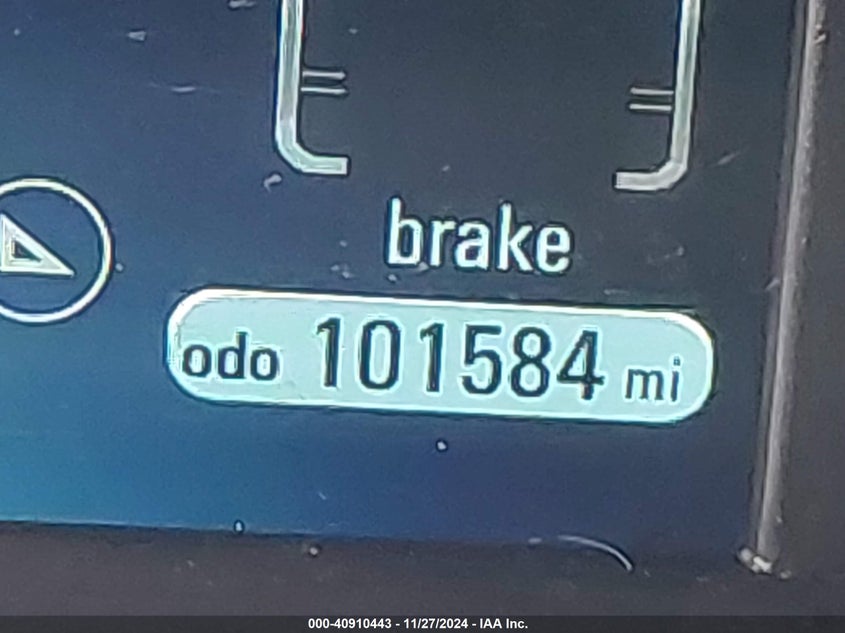 brake
odo 101584 mi
000-40910443 - 11/27/2024 - IAA Inc.